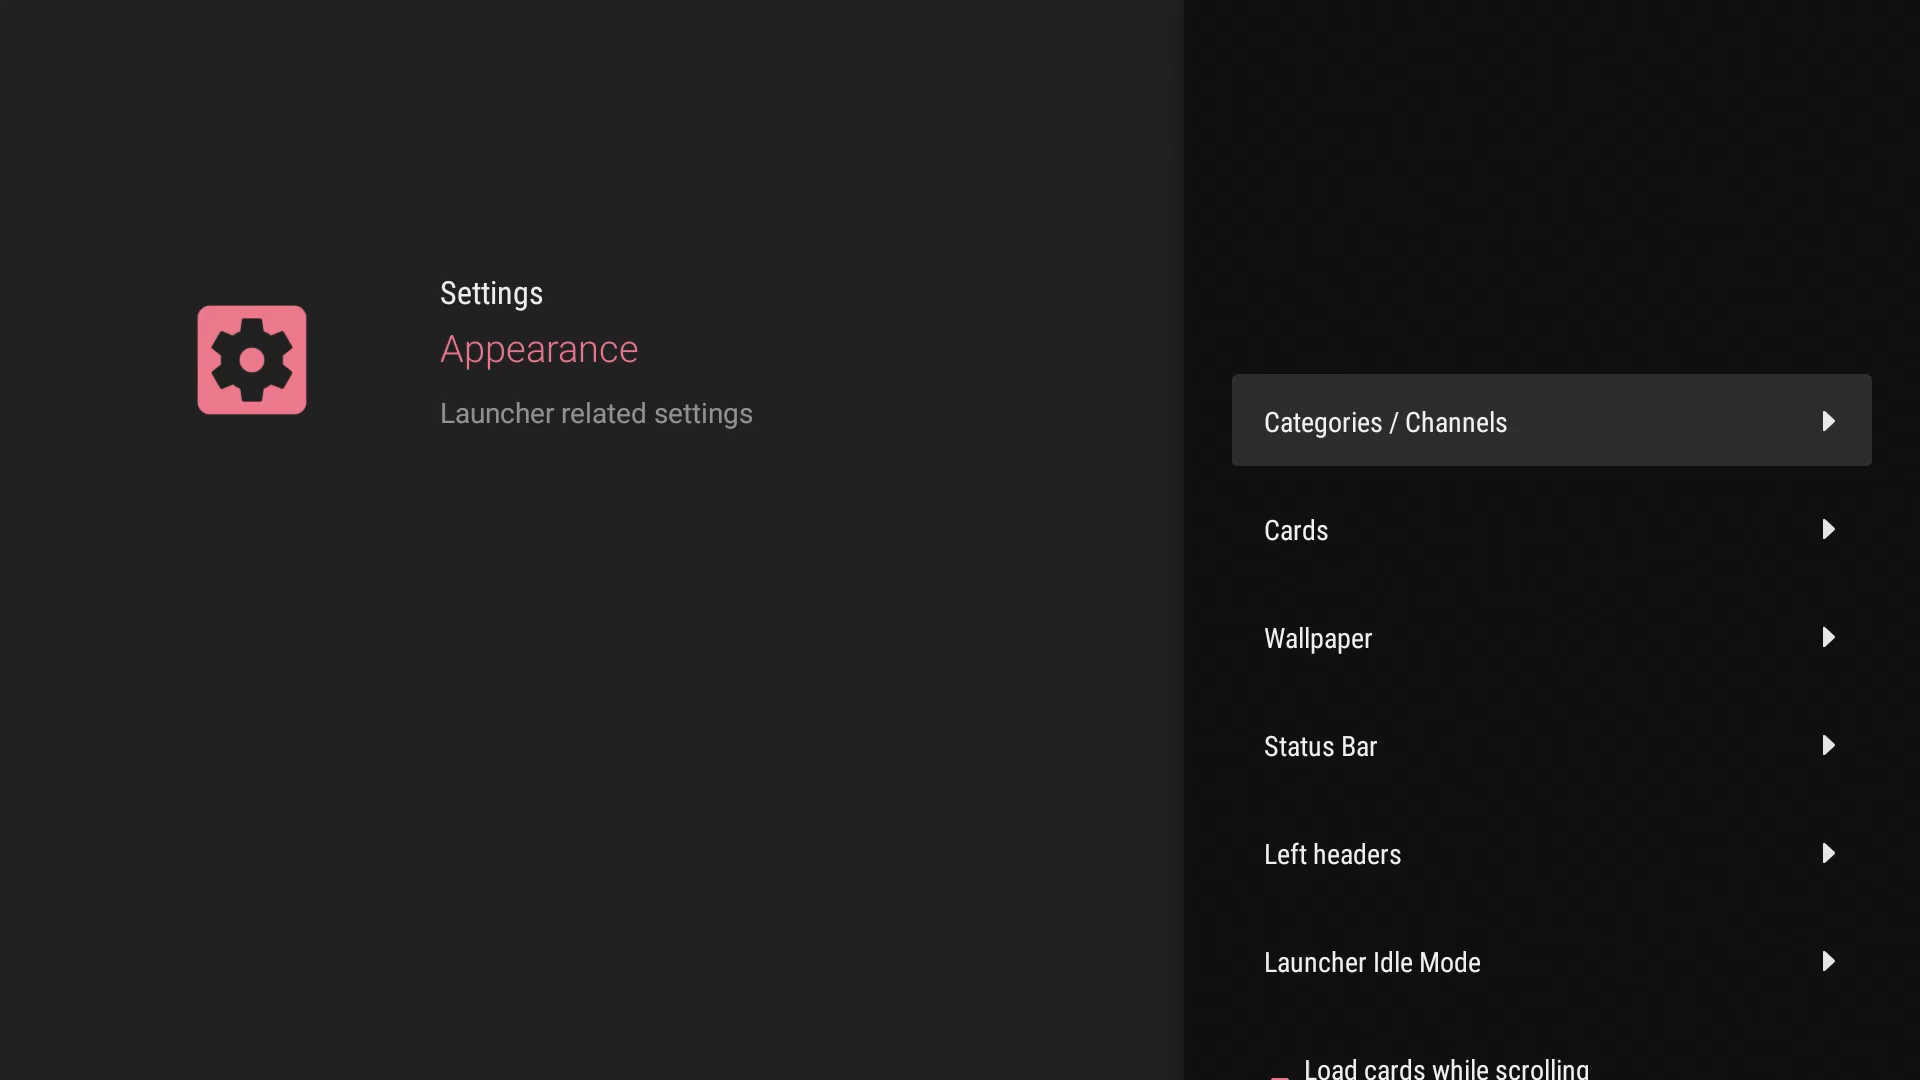 Settings
Appearance
Launcher related settings
Categories / Channels
Cards
Wallpaper
Status Bar
Left headers
Launcher Idle Mode
Load cards while scrolling